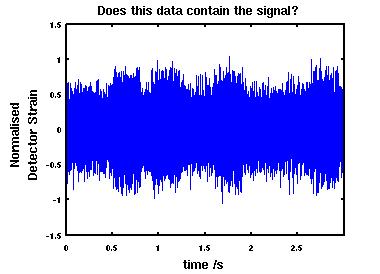 Does this data contain the signal?
1.5
1
0.5
0
-0.5
-1
-1.5
Normalised
Detector Strain
0 0.5 1 1.5 2 2.5
time /s